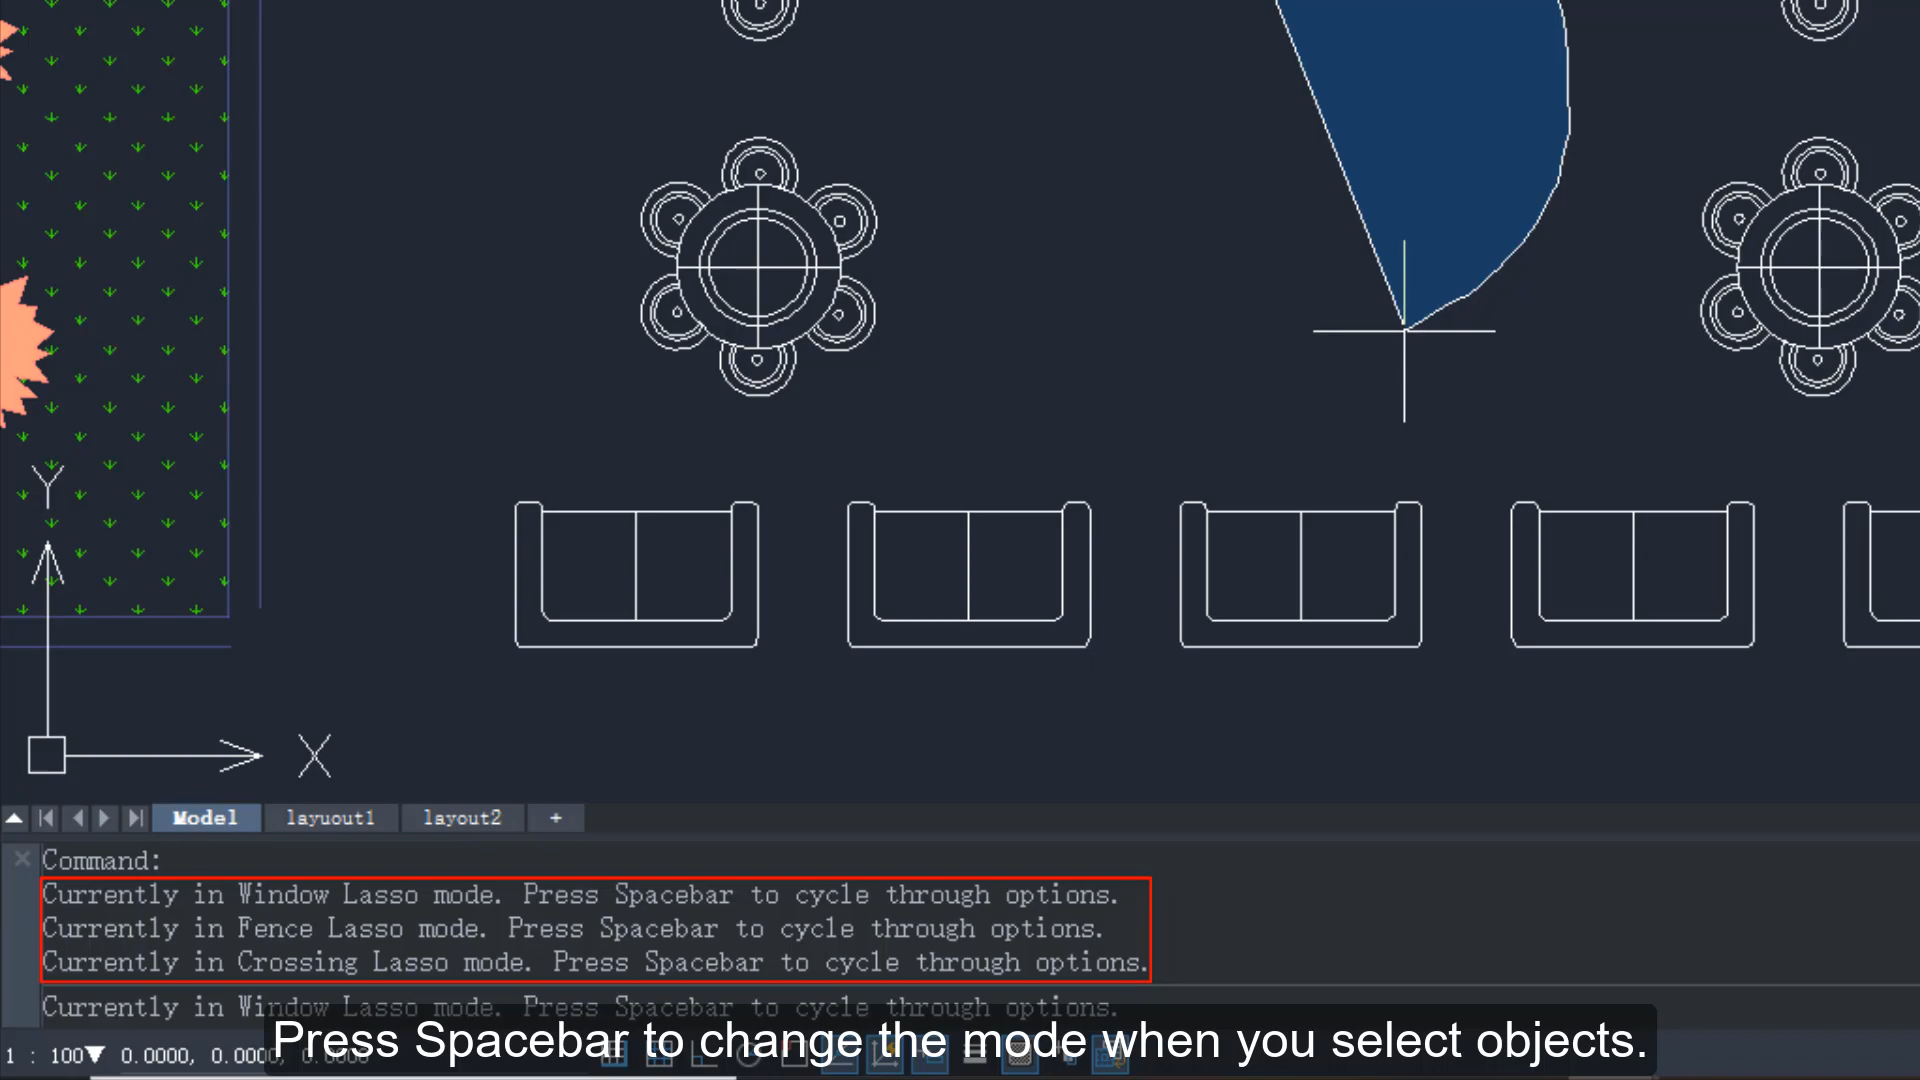 Y
X
Model layuout1 layout2 +
Command:
Currently in Window Lasso mode. Press Spacebar to cycle through options.
Currently in Fence Lasso mode. Press Spacebar to cycle through options.
Currently in Crossing Lasso mode. Press Spacebar to cycle through options.
Currently in Window Lasso mode. Press Spacebar to cycle through options.
Press Spacebar to change the mode when you select objects.
1 : 100 0.0000, 0.0000, 0.0000